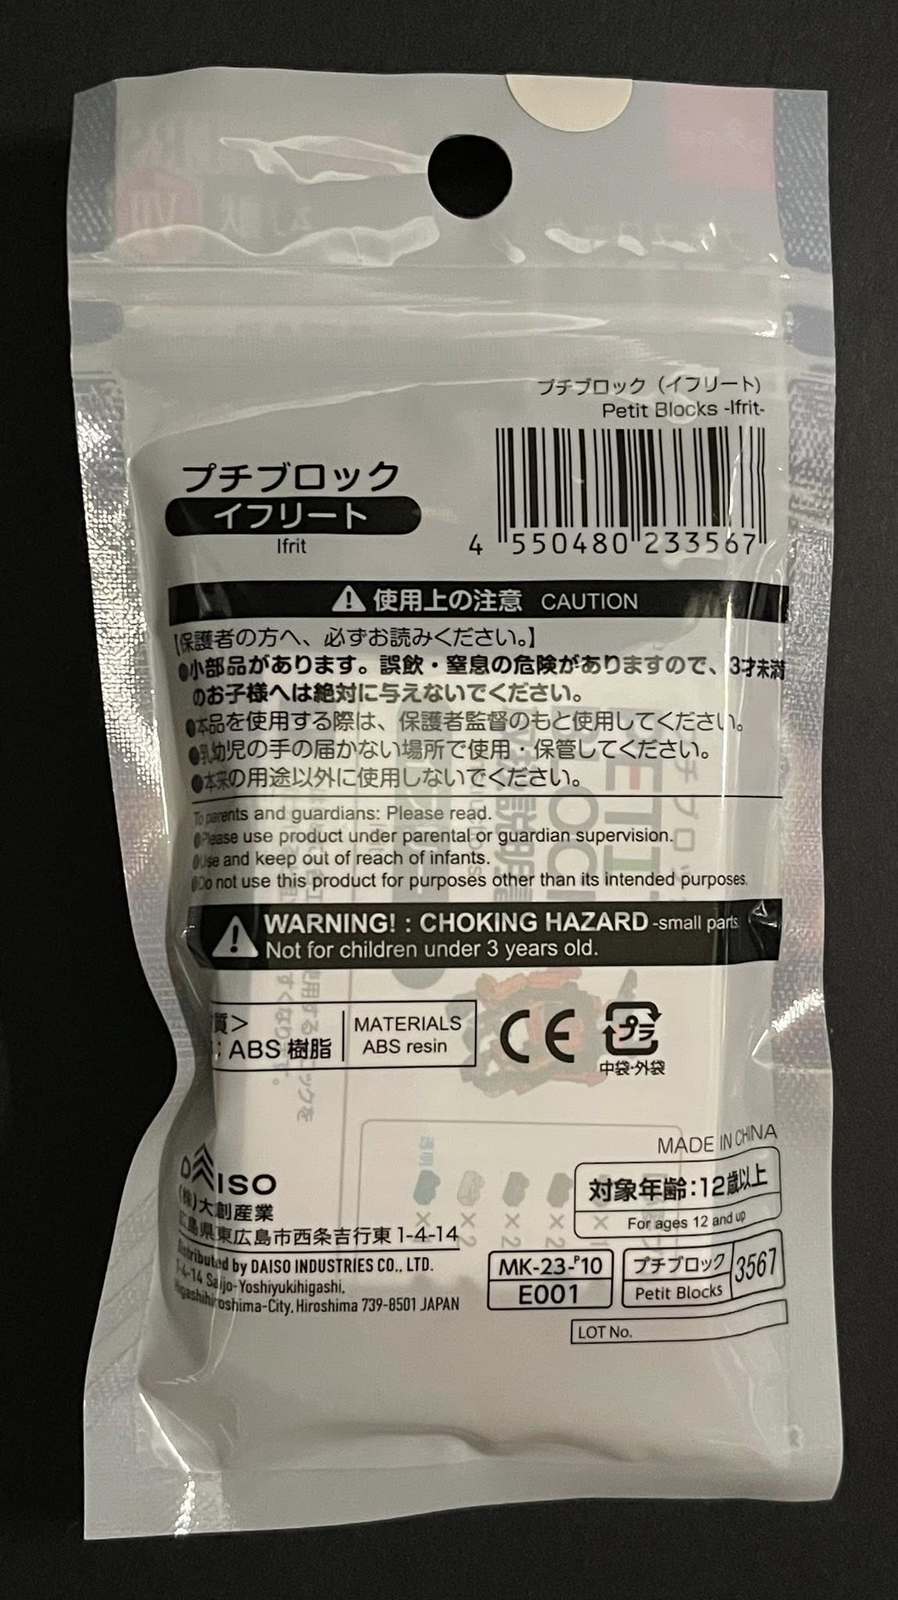 プチブロック（イフリート）
Petit Blocks -Ifrit-
4 550480 233567
プチブロック
イフリート
Ifrit
使用上の注意 CAUTION
【保護者の方へ、必ずお読みください。】
●小部品があります。誤飲・窒息の危険がありますので、3才未満
のお子様へは絶対に与えないでください。
●本品を使用する際は、保護者監督のもと使用してください。
●乳幼児の手の届かない場所で使用・保管してください。
●本来の用途以外に使用しないでください。
To parents and guardians: Please read.
●Please use product under parental or guardian supervision.
●Use and keep out of reach of infants.
●Do not use this product for purposes other than its intended purposes.
WARNING! : CHOKING HAZARD -small parts
Not for children under 3 years old.
質＞
: ABS 樹脂
MATERIALS
ABS resin
CE
プラ
中袋・外袋
MADE IN CHINA
対象年齢：12歳以上
For ages 12 and up
DAISO
(株)大創産業
広島県東広島市西条吉行東 1-4-14
Distributed by DAISO INDUSTRIES CO., LTD.
1-4-14 Saijo-Yoshiyukihigashi,
Higashihiroshima-City, Hiroshima 739-8501 JAPAN
MK-23-P10
E001
プチブロック
Petit Blocks
3567
LOT No.